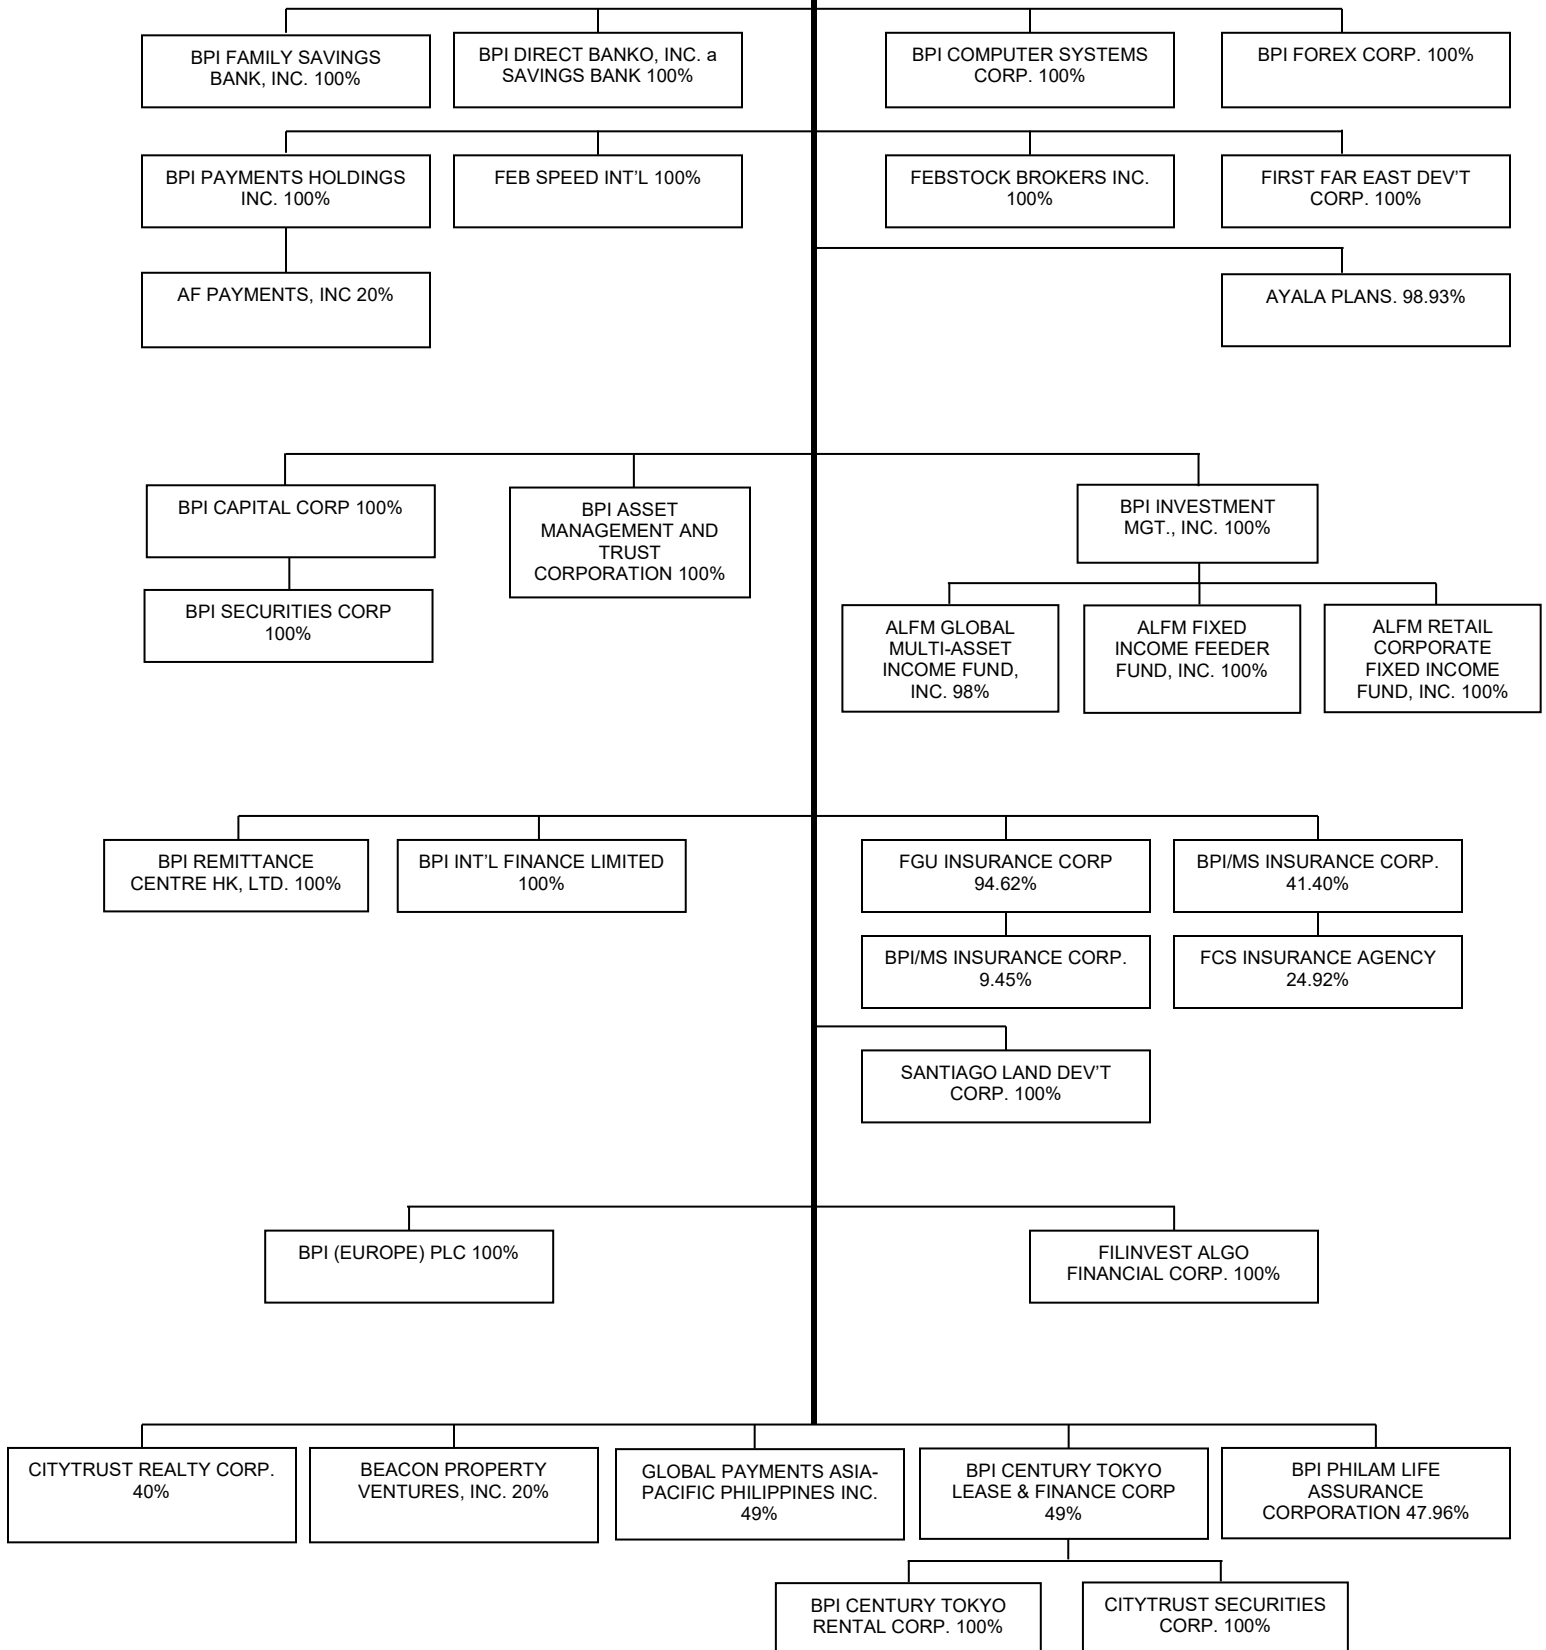 BPI FAMILY SAVINGS
BANK, INC. 100%
BPI DIRECT BANKO, INC. a
SAVINGS BANK 100%
BPI COMPUTER SYSTEMS
CORP. 100%
BPI FOREX CORP. 100%
BPI PAYMENTS HOLDINGS
INC. 100%
FEB SPEED INT’L 100%
FEBSTOCK BROKERS INC.
100%
FIRST FAR EAST DEV’T
CORP. 100%
AF PAYMENTS, INC 20%
AYALA PLANS. 98.93%
BPI CAPITAL CORP 100%
BPI ASSET
MANAGEMENT AND
TRUST
CORPORATION 100%
BPI INVESTMENT
MGT., INC. 100%
BPI SECURITIES CORP
100%
ALFM GLOBAL
MULTI-ASSET
INCOME FUND,
INC. 98%
ALFM FIXED
INCOME FEEDER
FUND, INC. 100%
ALFM RETAIL
CORPORATE
FIXED INCOME
FUND, INC. 100%
BPI REMITTANCE
CENTRE HK, LTD. 100%
BPI INT’L FINANCE LIMITED
100%
FGU INSURANCE CORP
94.62%
BPI/MS INSURANCE CORP.
41.40%
BPI/MS INSURANCE CORP.
9.45%
FCS INSURANCE AGENCY
24.92%
SANTIAGO LAND DEV’T
CORP. 100%
BPI (EUROPE) PLC 100%
FILINVEST ALGO
FINANCIAL CORP. 100%
CITYTRUST REALTY CORP.
40%
BEACON PROPERTY
VENTURES, INC. 20%
GLOBAL PAYMENTS ASIA-
PACIFIC PHILIPPINES INC.
49%
BPI CENTURY TOKYO
LEASE & FINANCE CORP
49%
BPI PHILAM LIFE
ASSURANCE
CORPORATION 47.96%
BPI CENTURY TOKYO
RENTAL CORP. 100%
CITYTRUST SECURITIES
CORP. 100%